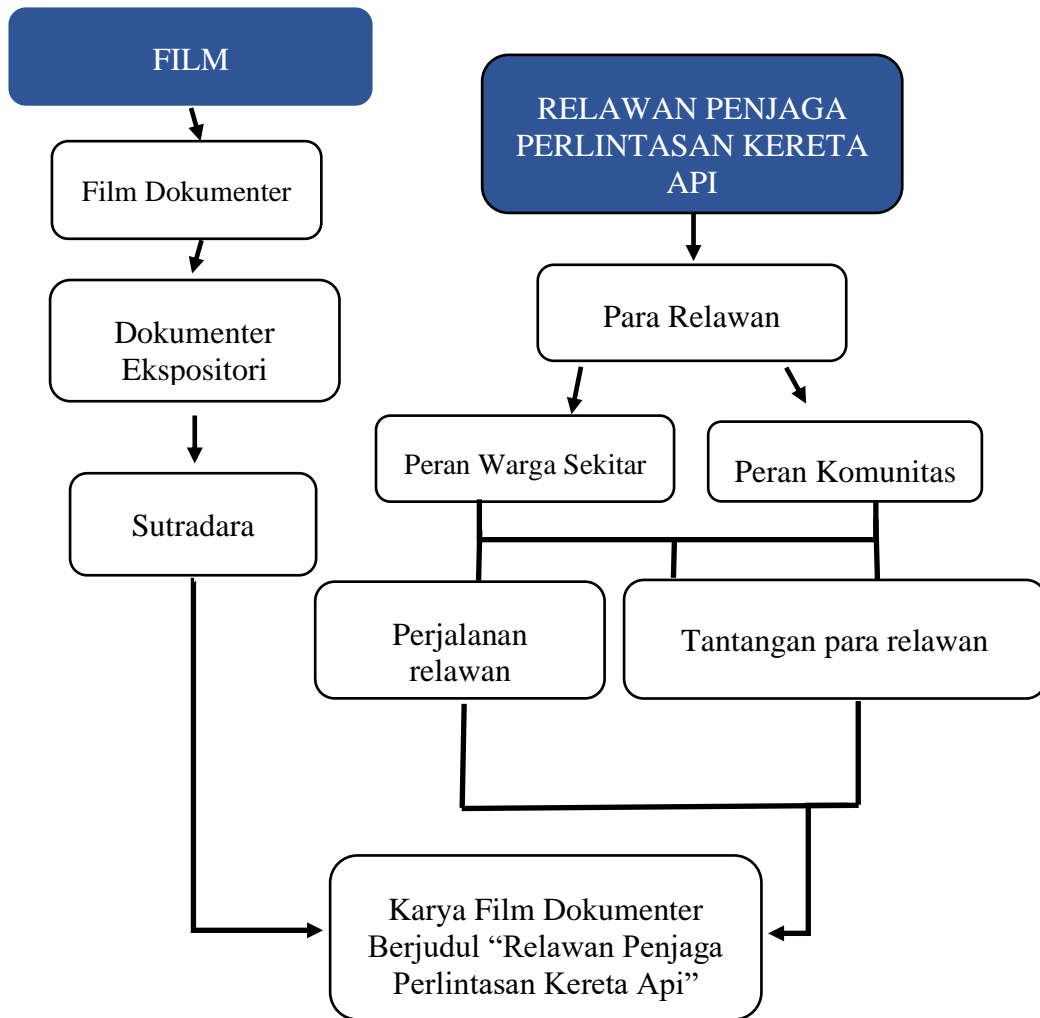 FILM
RELAWAN PENJAGA
PERLINTASAN KERETA
API
Film Dokumenter
Dokumenter
Ekspositori
Para Relawan
Peran Warga Sekitar
Peran Komunitas
Sutradara
Perjalanan
relawan
Tantangan para relawan
Karya Film Dokumenter
Berjudul “Relawan Penjaga
Perlintasan Kereta Api”